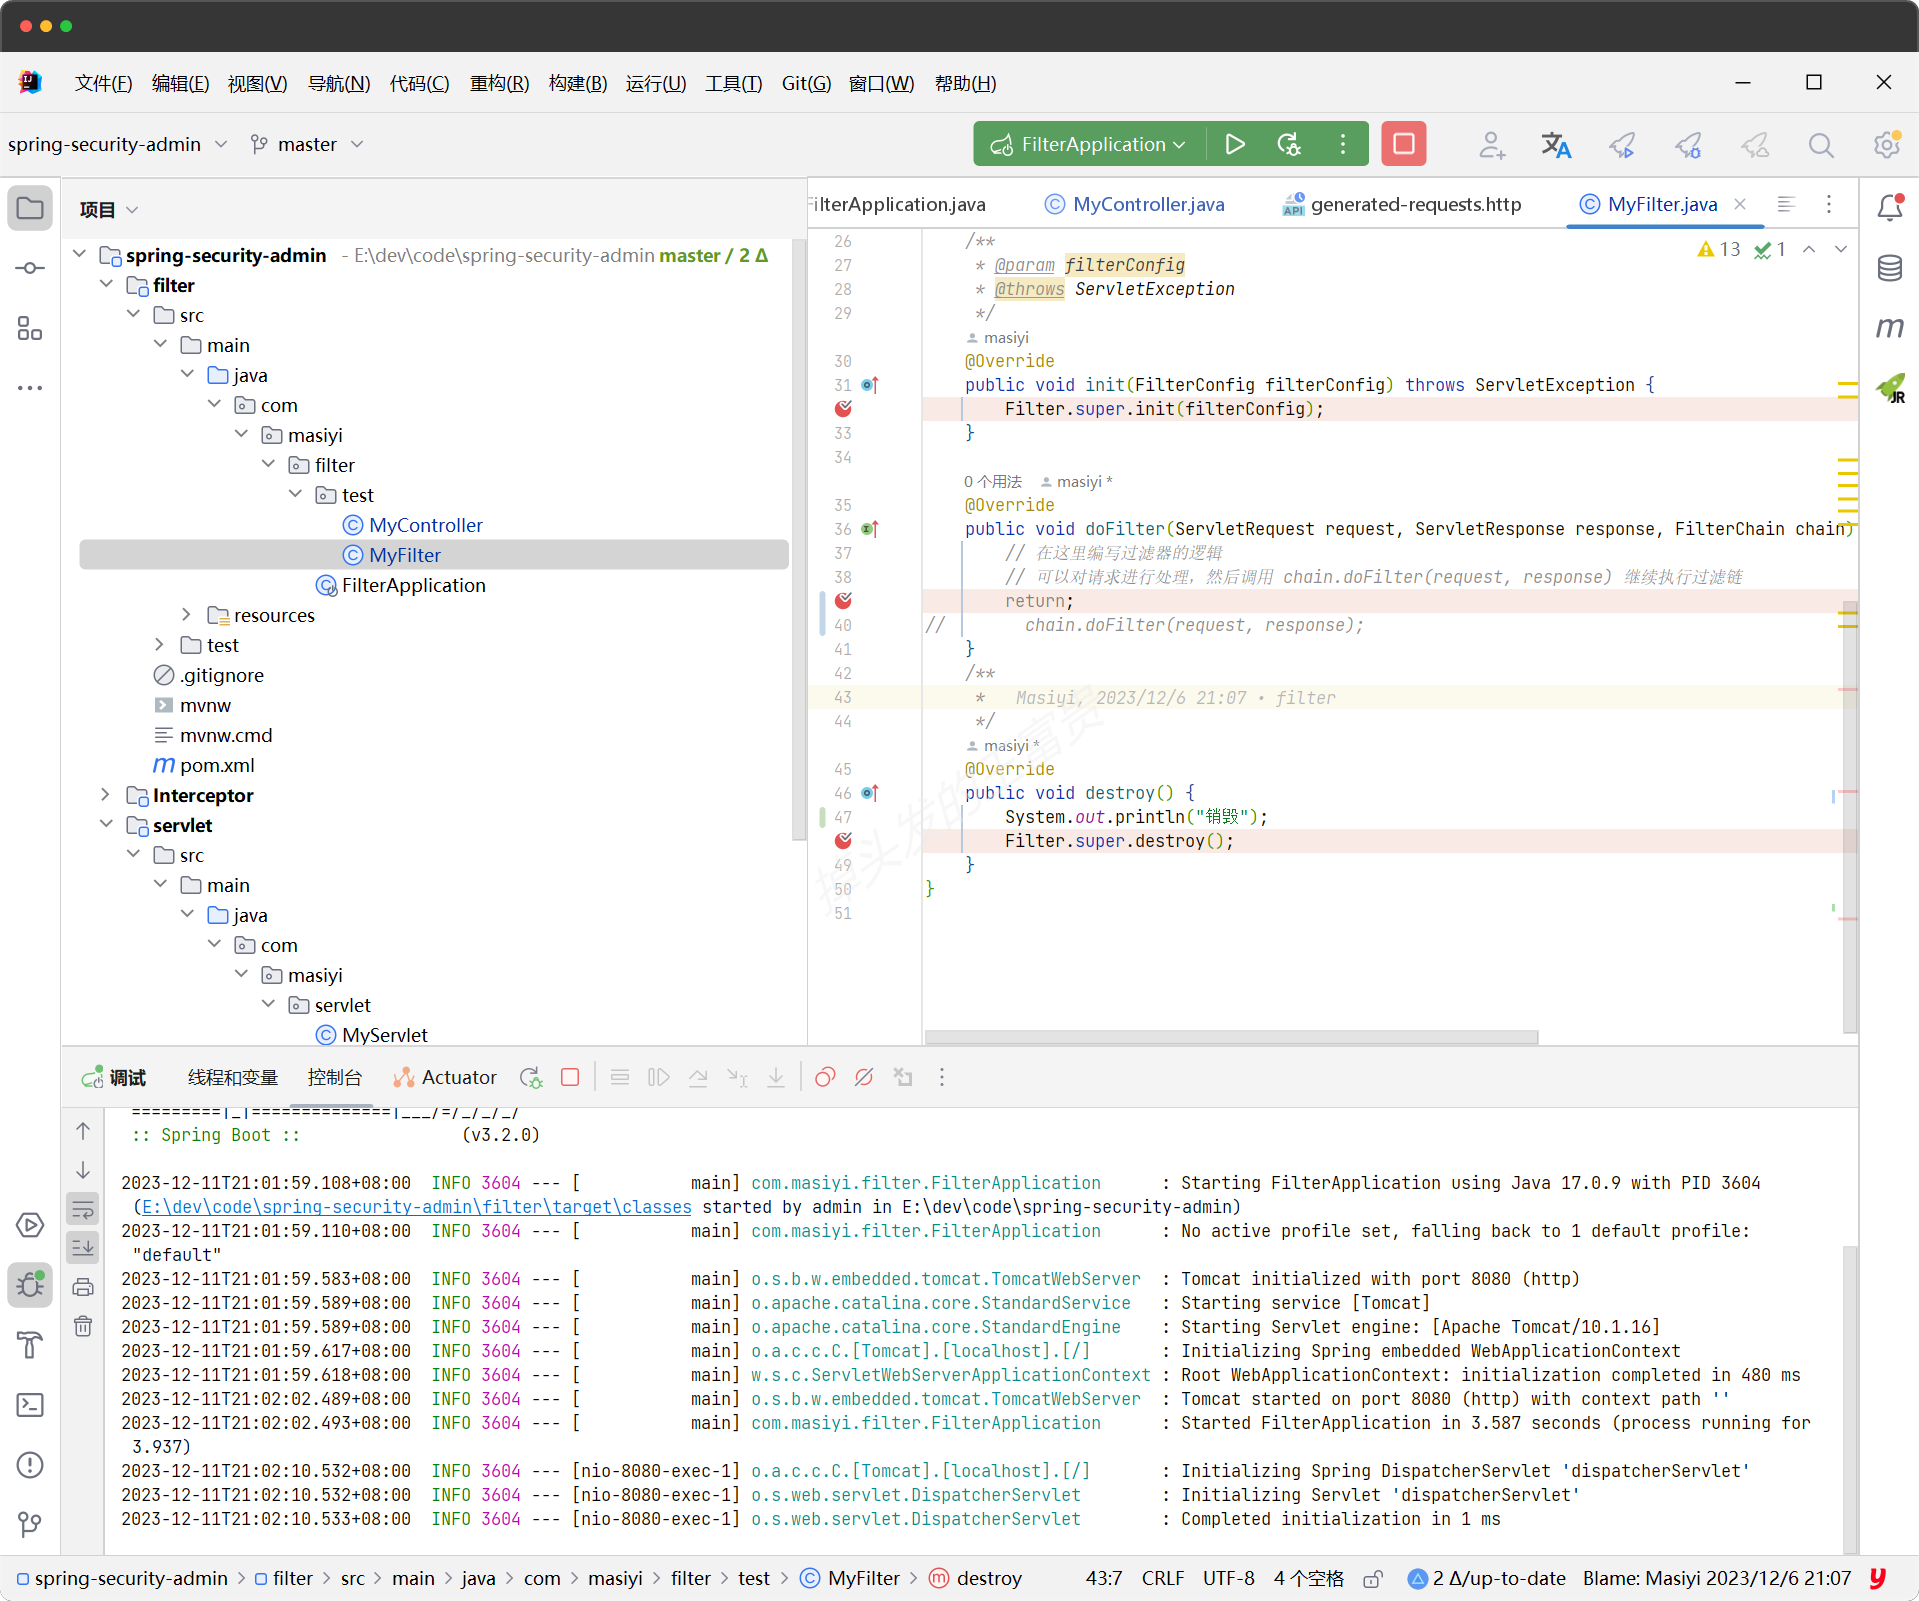 文件(F) 编辑(E) 视图(V) 导航(N) 代码(C) 重构(R) 构建(B) 运行(U) 工具(T) Git(G) 窗口(W) 帮助(H)
spring-security-admin master FilterApplication
项目
spring-security-admin - E:\dev\code\spring-security-admin master / 2 Δ
filter
src
main
java
com
masiyi
filter
test
MyController
MyFilter
FilterApplication
resources
test
.gitignore
mvnw
mvnw.cmd
pom.xml
Interceptor
servlet
src
main
java
com
masiyi
servlet
MyServlet
ilterApplication.java MyController.java generated-requests.http MyFilter.java
13 1
26 /**
27 * @param filterConfig
28 * @throws ServletException
29 */
masiyi
30 @Override
31 public void init(FilterConfig filterConfig) throws ServletException {
Filter.super.init(filterConfig);
33 }
34
0 个用法 masiyi *
35 @Override
36 public void doFilter(ServletRequest request, ServletResponse response, FilterChain chain)
37 // 在这里编写过滤器的逻辑
38 // 可以对请求进行处理，然后调用 chain.doFilter(request, response) 继续执行过滤链
return;
40 // chain.doFilter(request, response);
41 }
42 /**
43 * Masiyi, 2023/12/6 21:07 • filter
44 */
masiyi *
45 @Override
46 public void destroy() {
47 System.out.println("销毁");
Filter.super.destroy();
49 }
50 }
51
掉头发的王富贵
调试 线程和变量 控制台 Actuator
=========|_|==============|___/=/_/_/_/
:: Spring Boot :: (v3.2.0)
2023-12-11T21:01:59.108+08:00 INFO 3604 --- [ main] com.masiyi.filter.FilterApplication : Starting FilterApplication using Java 17.0.9 with PID 3604
(E:\dev\code\spring-security-admin\filter\target\classes started by admin in E:\dev\code\spring-security-admin)
2023-12-11T21:01:59.110+08:00 INFO 3604 --- [ main] com.masiyi.filter.FilterApplication : No active profile set, falling back to 1 default profile:
"default"
2023-12-11T21:01:59.583+08:00 INFO 3604 --- [ main] o.s.b.w.embedded.tomcat.TomcatWebServer : Tomcat initialized with port 8080 (http)
2023-12-11T21:01:59.589+08:00 INFO 3604 --- [ main] o.apache.catalina.core.StandardService : Starting service [Tomcat]
2023-12-11T21:01:59.589+08:00 INFO 3604 --- [ main] o.apache.catalina.core.StandardEngine : Starting Servlet engine: [Apache Tomcat/10.1.16]
2023-12-11T21:01:59.617+08:00 INFO 3604 --- [ main] o.a.c.c.C.[Tomcat].[localhost].[/] : Initializing Spring embedded WebApplicationContext
2023-12-11T21:01:59.618+08:00 INFO 3604 --- [ main] w.s.c.ServletWebServerApplicationContext : Root WebApplicationContext: initialization completed in 480 ms
2023-12-11T21:02:02.489+08:00 INFO 3604 --- [ main] o.s.b.w.embedded.tomcat.TomcatWebServer : Tomcat started on port 8080 (http) with context path ''
2023-12-11T21:02:02.493+08:00 INFO 3604 --- [ main] com.masiyi.filter.FilterApplication : Started FilterApplication in 3.587 seconds (process running for
3.937)
2023-12-11T21:02:10.532+08:00 INFO 3604 --- [nio-8080-exec-1] o.a.c.c.C.[Tomcat].[localhost].[/] : Initializing Spring DispatcherServlet 'dispatcherServlet'
2023-12-11T21:02:10.532+08:00 INFO 3604 --- [nio-8080-exec-1] o.s.web.servlet.DispatcherServlet : Initializing Servlet 'dispatcherServlet'
2023-12-11T21:02:10.533+08:00 INFO 3604 --- [nio-8080-exec-1] o.s.web.servlet.DispatcherServlet : Completed initialization in 1 ms
spring-security-admin > filter > src > main > java > com > masiyi > filter > test > MyFilter > destroy 43:7 CRLF UTF-8 4 个空格 2 Δ/up-to-date Blame: Masiyi 2023/12/6 21:07